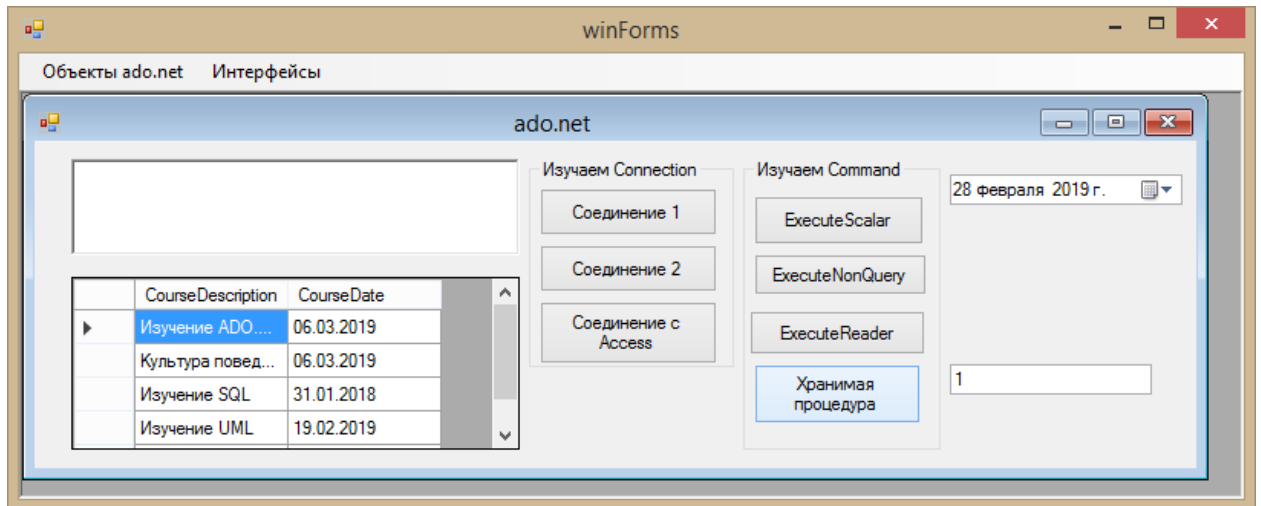 winForms
Объекты ado.net Интерфейсы
ado.net
Изучаем Connection
Соединение 1
Соединение 2
Соединение с
Access
Изучаем Command
ExecuteScalar
ExecuteNonQuery
ExecuteReader
Хранимая
процедура
28 февраля 2019 г.
1
CourseDescription CourseDate
Изучение ADO.... 06.03.2019
Культура повед... 06.03.2019
Изучение SQL 31.01.2018
Изучение UML 19.02.2019